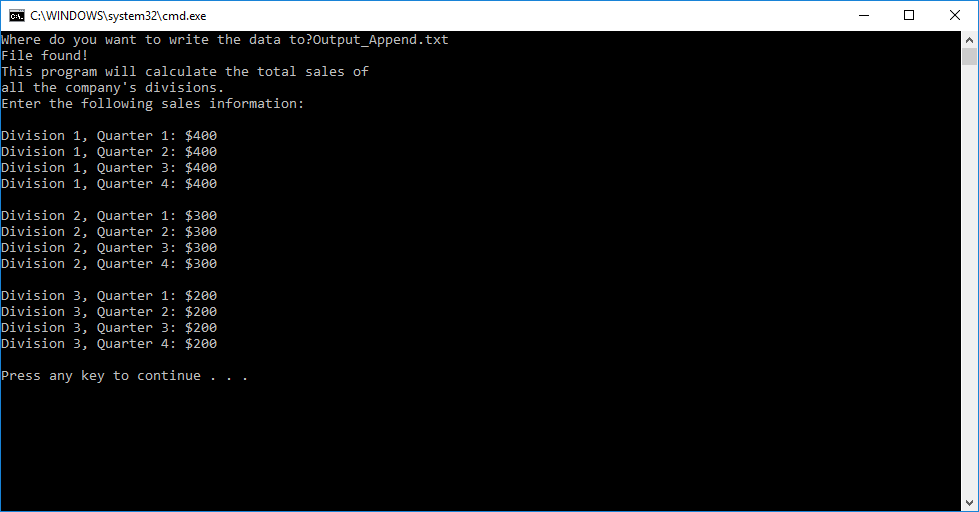 C:\WINDOWS\system32\cmd.exe
Where do you want to write the data to?Output_Append.txt
File found!
This program will calculate the total sales of
all the company's divisions.
Enter the following sales information:
Division 1, Quarter 1: $400
Division 1, Quarter 2: $400
Division 1, Quarter 3: $400
Division 1, Quarter 4: $400
Division 2, Quarter 1: $300
Division 2, Quarter 2: $300
Division 2, Quarter 3: $300
Division 2, Quarter 4: $300
Division 3, Quarter 1: $200
Division 3, Quarter 2: $200
Division 3, Quarter 3: $200
Division 3, Quarter 4: $200
Press any key to continue . . .